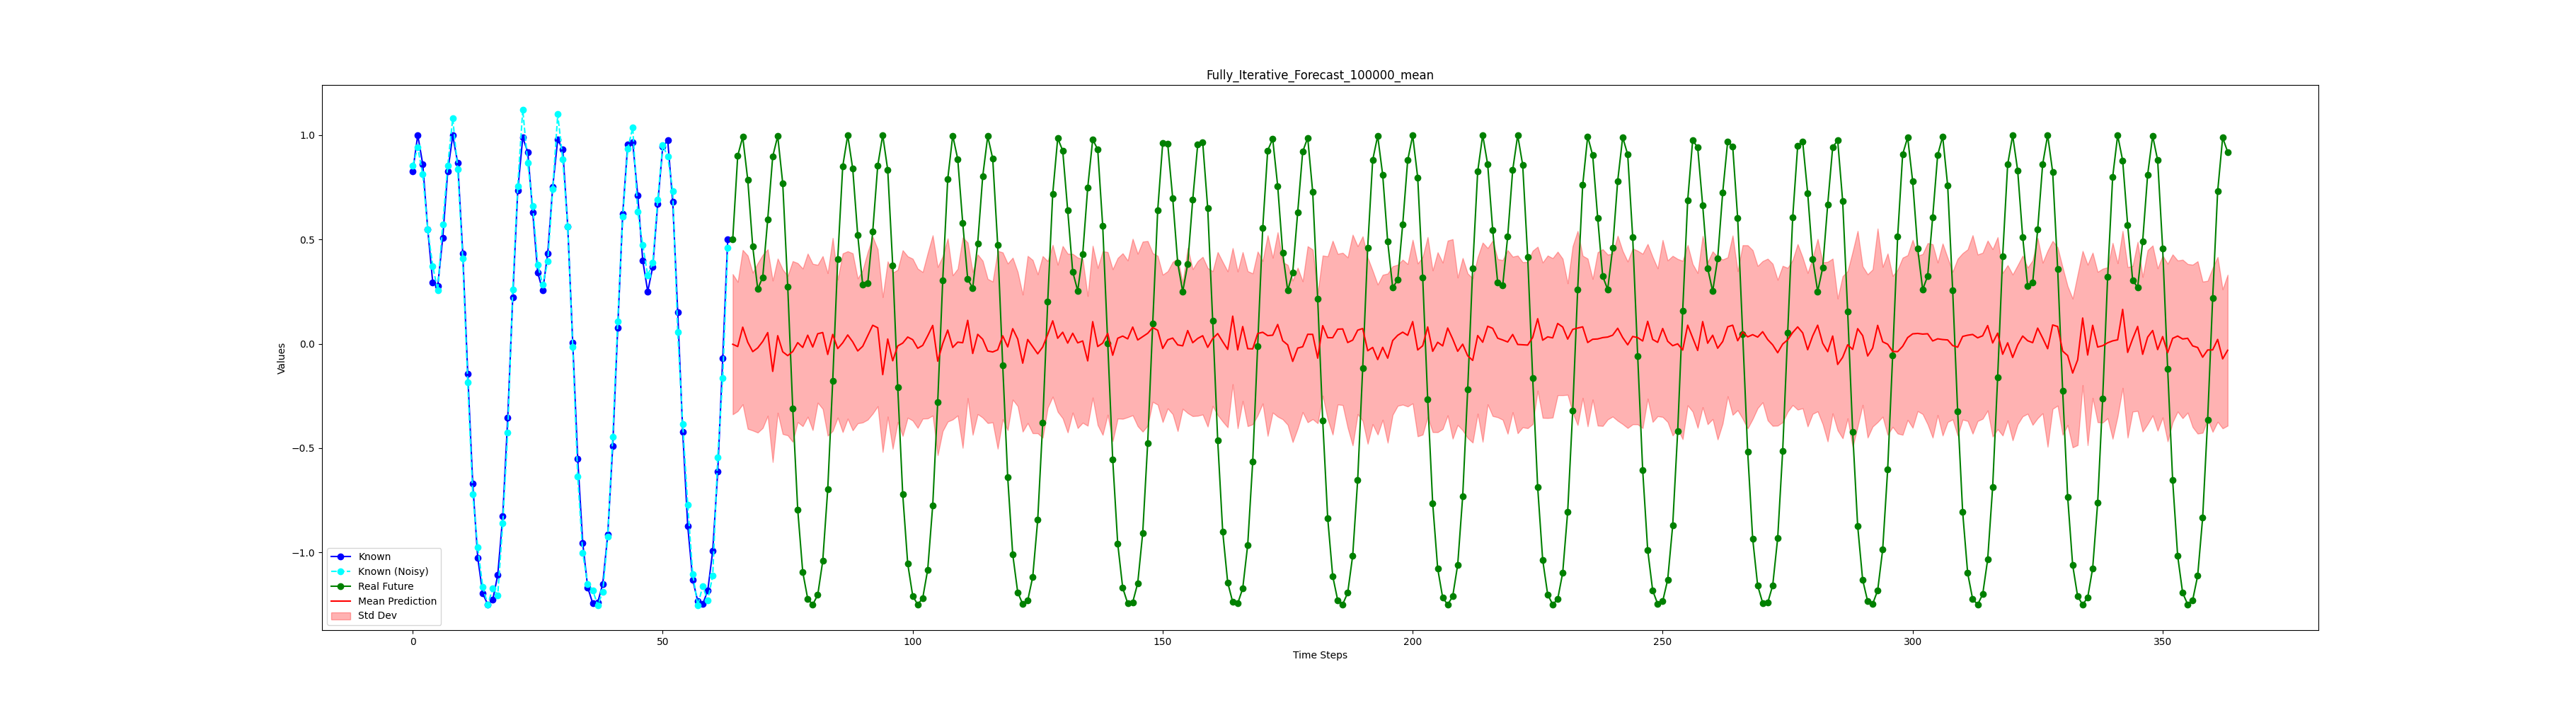 Fully_Iterative_Forecast_100000_mean
1.0
0.5
0.0
−0.5
−1.0
Values
Known
Known (Noisy)
Real Future
Mean Prediction
Std Dev
0 50 100 150 200 250 300 350
Time Steps